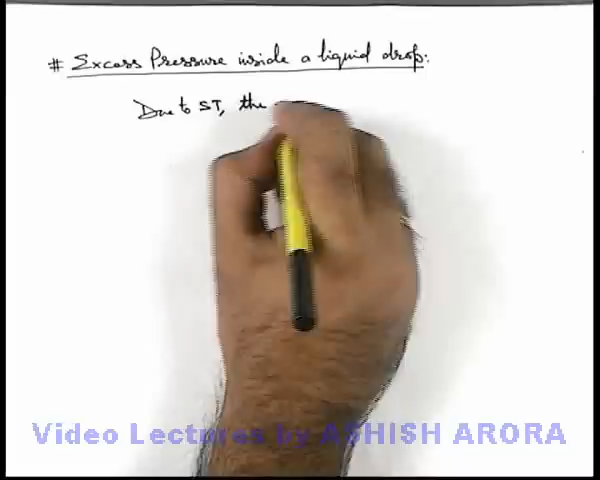 # Excess Pressure inside a liquid drop:
Due to ST, the
Video Lectures by ASHISH ARORA